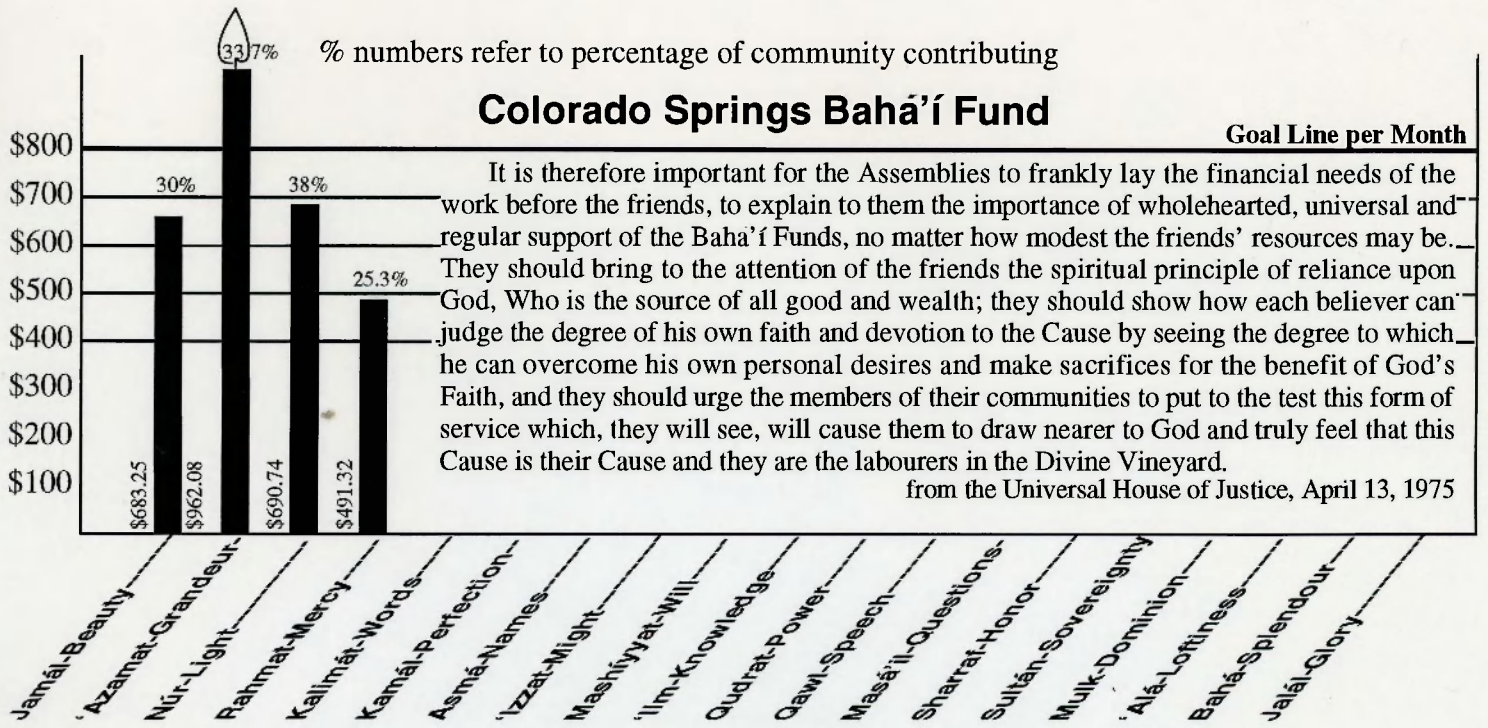 33.7% % numbers refer to percentage of community contributing
Colorado Springs Bahá'í Fund
Goal Line per Month
$800
$700
$600
$500
$400
$300
$200
$100
30%
38%
25.3%
$683.25
$962.08
$690.74
$491.32
It is therefore important for the Assemblies to frankly lay the financial needs of the
work before the friends, to explain to them the importance of wholehearted, universal and
regular support of the Baha'í Funds, no matter how modest the friends' resources may be.
They should bring to the attention of the friends the spiritual principle of reliance upon
God, Who is the source of all good and wealth; they should show how each believer can
judge the degree of his own faith and devotion to the Cause by seeing the degree to which
he can overcome his own personal desires and make sacrifices for the benefit of God's
Faith, and they should urge the members of their communities to put to the test this form of
service which, they will see, will cause them to draw nearer to God and truly feel that this
Cause is their Cause and they are the labourers in the Divine Vineyard.
from the Universal House of Justice, April 13, 1975
Jamál-Beauty
'Azamat-Grandeur
Núr-Light
Rahmat-Mercy
Kalimát-Words
Kamál-Perfection
Asmá-Names
'Izzat-Might
Mashíyyat-Will
'Ilm-Knowledge
Qudrat-Power
Qawl-Speech
Masá'il-Questions
Sharraf-Honor
Sultán-Sovereignty
Mulk-Dominion
'Alá-Loftiness
Bahá-Splendour
Jalál-Glory